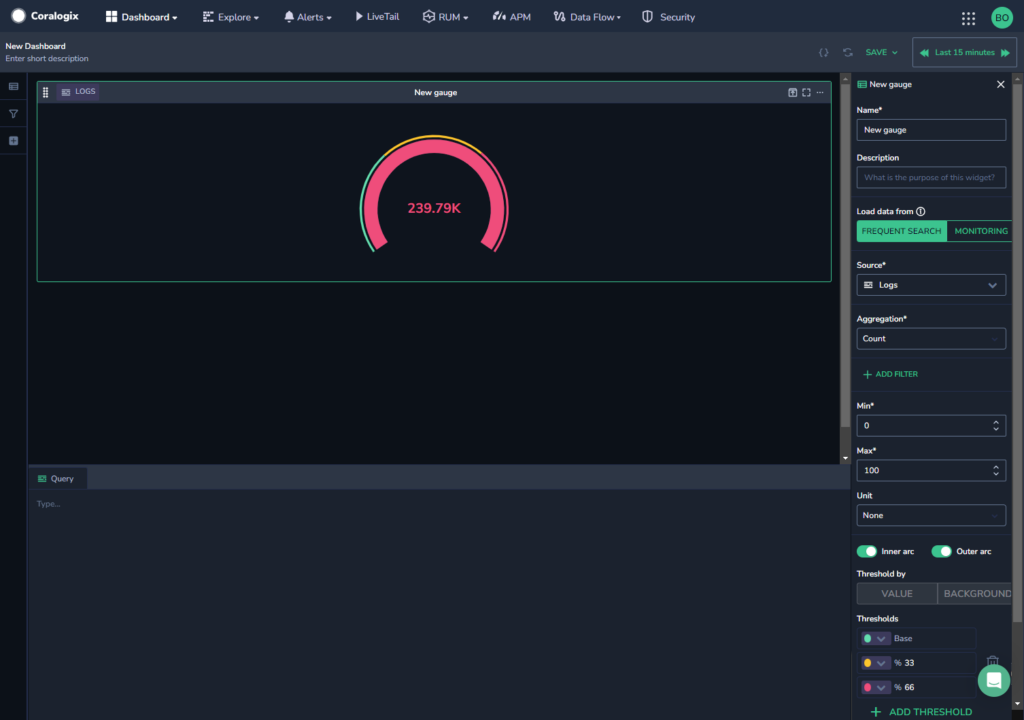 Coralogix
Dashboard
Explore
Alerts
LiveTail
RUM
APM
Data Flow
Security
BO
New Dashboard
Enter short description
{}
SAVE
Last 15 minutes
LOGS
New gauge
239.79K
Query
Type...
New gauge
Name*
New gauge
Description
What is the purpose of this widget?
Load data from
FREQUENT SEARCH
MONITORING
Source*
Logs
Aggregation*
Count
+ ADD FILTER
Min*
0
Max*
100
Unit
None
Inner arc
Outer arc
Threshold by
VALUE
BACKGROUND
Thresholds
Base
% 33
% 66
+ ADD THRESHOLD